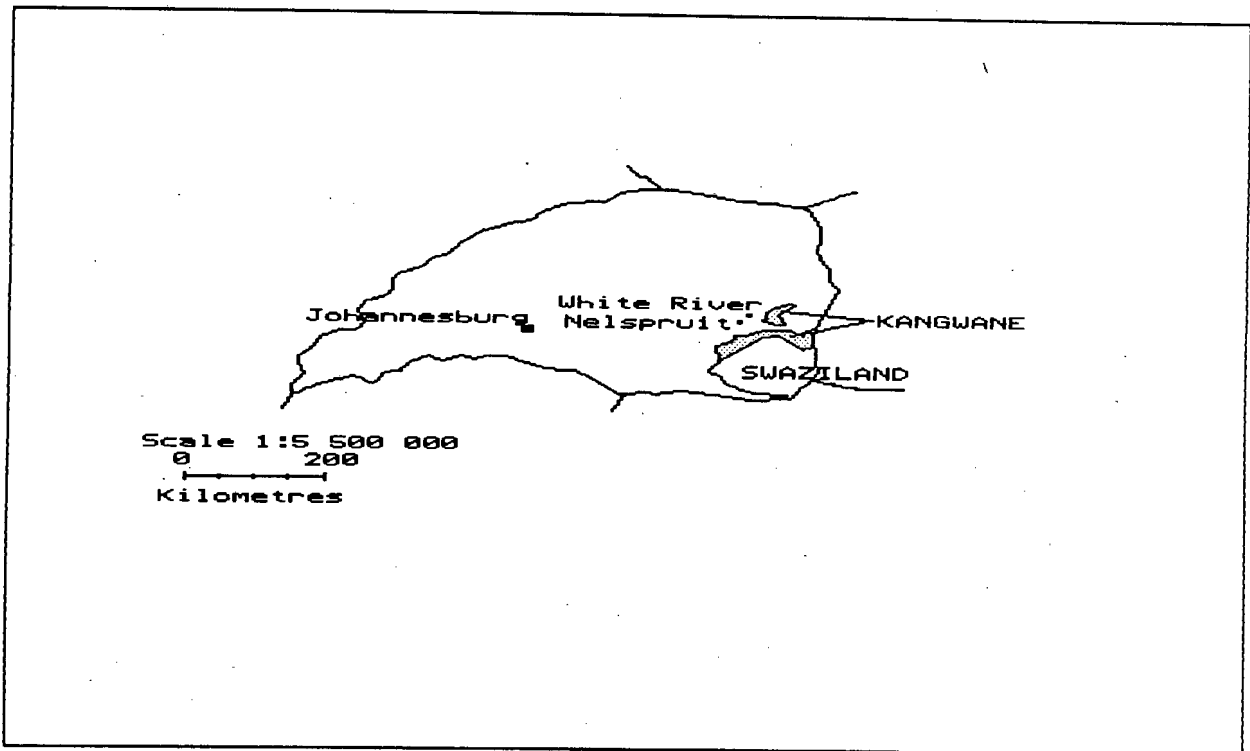 White River
Johannesburg
Nelspruit
KANGWANE
SWAZILAND
Scale 1:5 500 000
0 200
Kilometres